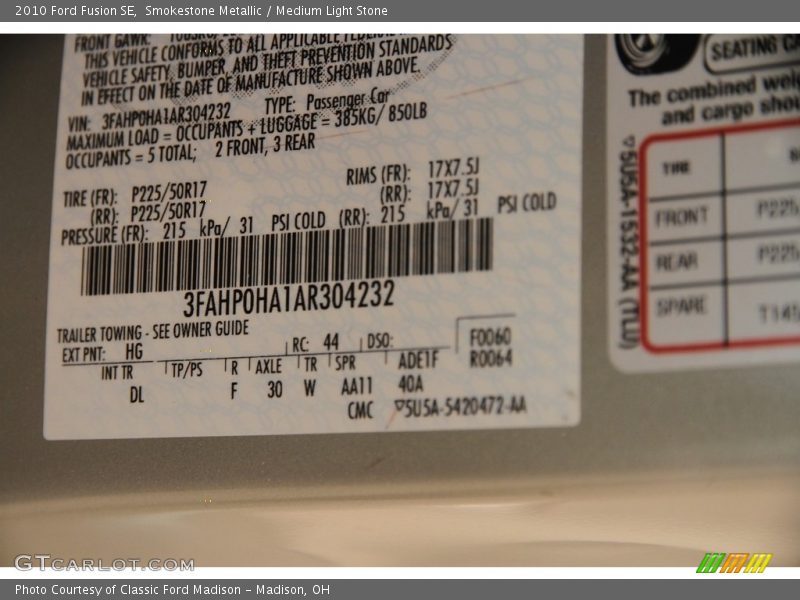 2010 Ford Fusion SE, Smokestone Metallic / Medium Light Stone
FRONT GAWR:
THIS VEHICLE CONFORMS TO ALL APPLICABLE FEDERAL
VEHICLE SAFETY, BUMPER, AND THEFT PREVENTION STANDARDS
IN EFFECT ON THE DATE OF MANUFACTURE SHOWN ABOVE.
VIN: 3FAHP0HA1AR304232 TYPE: Passenger Car
MAXIMUM LOAD = OCCUPANTS + LUGGAGE = 385KG/ 850LB
OCCUPANTS = 5 TOTAL; 2 FRONT, 3 REAR
TIRE (FR): P225/50R17 RIMS (FR): 17X7.5J
(RR): P225/50R17 (RR): 17X7.5J
PRESSURE (FR): 215 kPa/ 31 PSI COLD (RR): 215 kPa/ 31 PSI COLD
3FAHP0HA1AR304232
TRAILER TOWING - SEE OWNER GUIDE
EXT PNT: HG RC: 44 DSO: F0060
R0064
INT TR TP/PS R AXLE TR SPR ADE1F
DL F 30 W AA11 40A
CMC ▽5U5A-5420472-AA
SEATING
The combined
and cargo
TIRE
FRONT P225
REAR P225
SPARE T145
▽5U5A-1532-AA (TLU)
GTCARLOT.COM
Photo Courtesy of Classic Ford Madison - Madison, OH